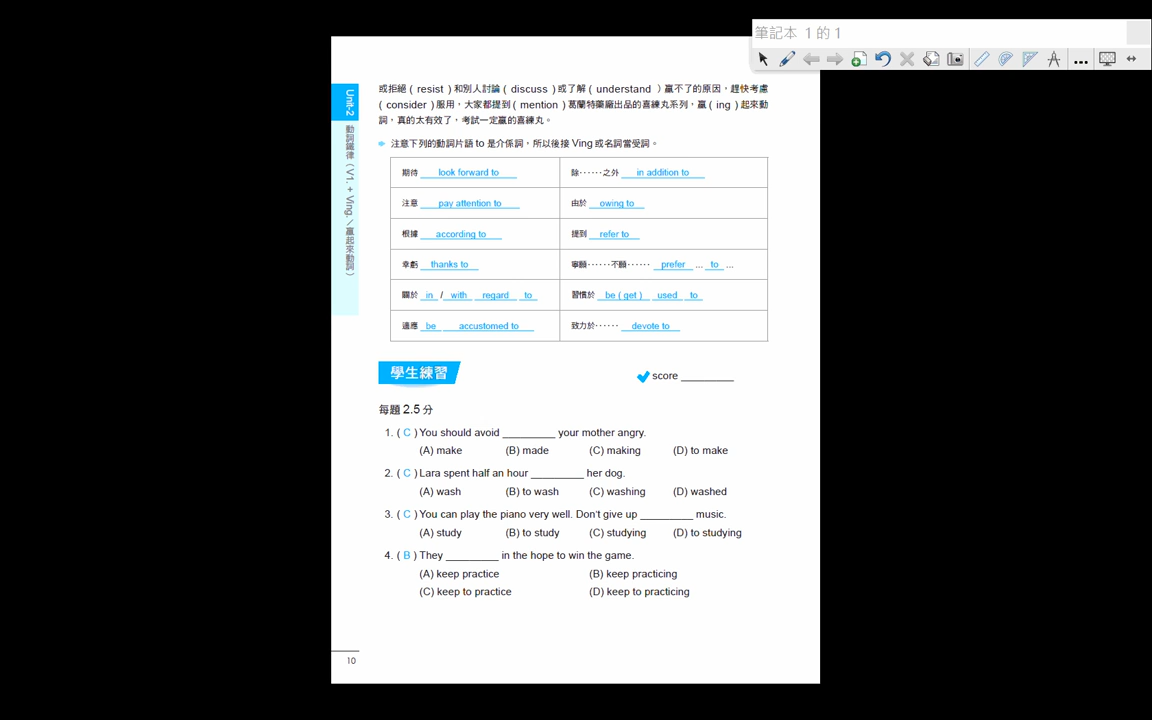 筆記本 1 的 1
Unit-2
動詞鐵律（V1. + Ving. ／贏起來動詞）
或拒絕（ resist ）和別人討論（ discuss ）或了解（ understand ）贏不了的原因，趕快考慮
（ consider ）服用，大家都提到（ mention ）葛蘭特藥廠出品的喜練丸系列，贏（ ing ）起來動
詞，真的太有效了，考試一定贏的喜練丸。
注意下列的動詞片語 to 是介係詞，所以後接 Ving 或名詞當受詞。
期待 look forward to 除⋯⋯之外 in addition to
注意 pay attention to 由於 owing to
根據 according to 提到 refer to
幸虧 thanks to 寧願⋯⋯不願⋯⋯ prefer ... to ...
關於 in / with regard to 習慣於 be ( get ) used to
適應 be accustomed to 致力於⋯⋯ devote to
學生練習
score __________
每題 2.5 分
1. ( C ) You should avoid _________ your mother angry.
(A) make (B) made (C) making (D) to make
2. ( C ) Lara spent half an hour _________ her dog.
(A) wash (B) to wash (C) washing (D) washed
3. ( C ) You can play the piano very well. Don't give up _________ music.
(A) study (B) to study (C) studying (D) to studying
4. ( B ) They _________ in the hope to win the game.
(A) keep practice (B) keep practicing
(C) keep to practice (D) keep to practicing
10